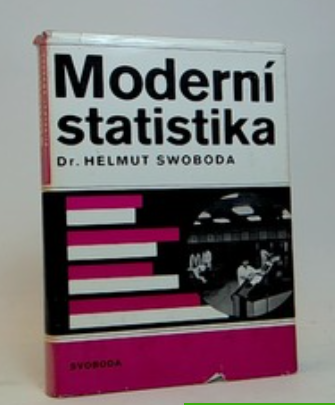 Moderní
statistika
Dr. HELMUT SWOBODA
SVOBODA